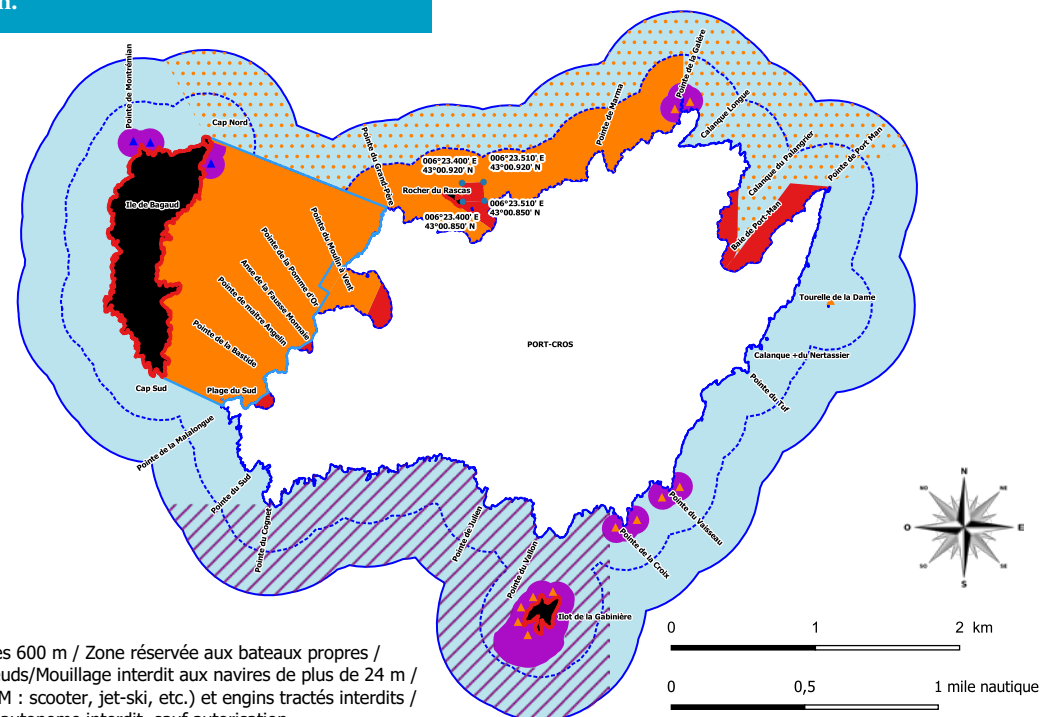 n.
Pointe de Montrémian
Cap Nord
Pointe du Grand-Père
Pointe de Marma
Pointe de la Galère
Calanque Longue
Calanque du Palangrier
Pointe de Port Man
006°23.400' E
43°00.920' N
006°23.510' E
43°00.920' N
Rocher du Rascas
006°23.510' E
43°00.850' N
006°23.400' E
43°00.850' N
Ile de Bagaud
Pointe du Moulin à Vent
Pointe de la Pomme d'Or
Anse de la Fausse Monnaie
Pointe de maitre Angelin
Pointe de la Bastide
Baie de Port-Man
Tourelle de la Dame
PORT-CROS
Calanque +du Nertassier
Pointe du Tuf
Cap Sud
Plage du Sud
Pointe de la Malalongue
Pointe du Sud
Pointe du Cognet
Pointe de Julien
Pointe du Vallon
Pointe du Vaisseau
Pointe de la Croix
Ilot de la Gabinière
N
NO
NE
O
E
SO
SE
S
0 1 2 km
0 0,5 1 mile nautique
es 600 m / Zone réservée aux bateaux propres /
euds/Mouillage interdit aux navires de plus de 24 m /
M : scooter, jet-ski, etc.) et engins tractés interdits /